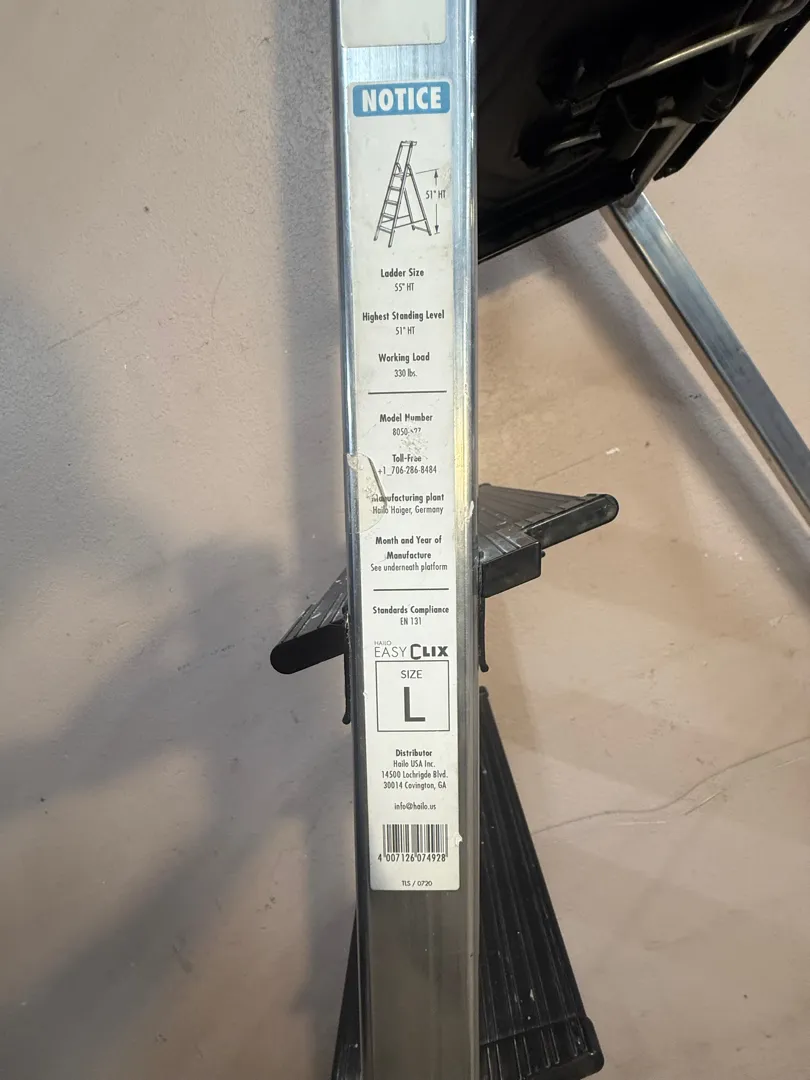 NOTICE
51" HT
Ladder Size
55" HT
Highest Standing Level
51" HT
Working Load
330 lbs.
Model Number
Toll-Free
+1_706-286-8484
Manufacturing plant
Hailo Haiger, Germany
Month and Year of
Manufacture
See underneath platform
Standards Compliance
EN 131
HAILO
EASY CLIX
SIZE
L
Distributor
Hailo USA Inc.
14500 Lochrigde Blvd.
30014 Covington, GA
info@hailo.us
4 007126 074928
TLS / 0720